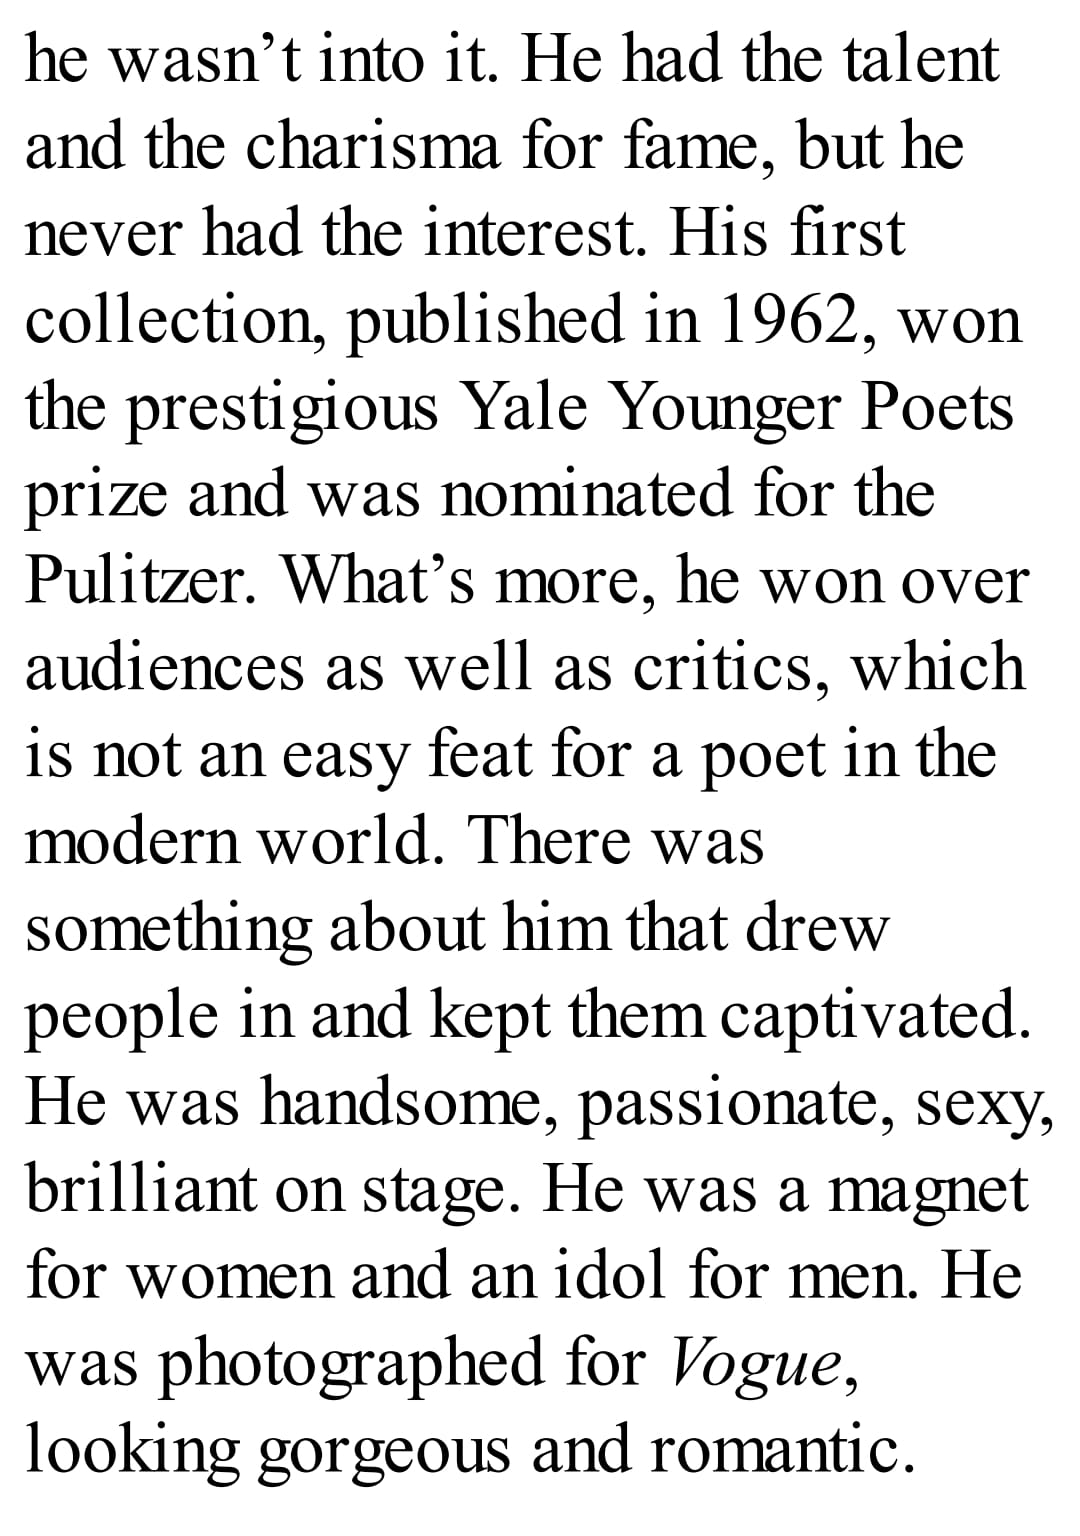 he wasn’t into it. He had the talent
and the charisma for fame, but he
never had the interest. His first
collection, published in 1962, won
the prestigious Yale Younger Poets
prize and was nominated for the
Pulitzer. What’s more, he won over
audiences as well as critics, which
is not an easy feat for a poet in the
modern world. There was
something about him that drew
people in and kept them captivated.
He was handsome, passionate, sexy,
brilliant on stage. He was a magnet
for women and an idol for men. He
was photographed for Vogue,
looking gorgeous and romantic.